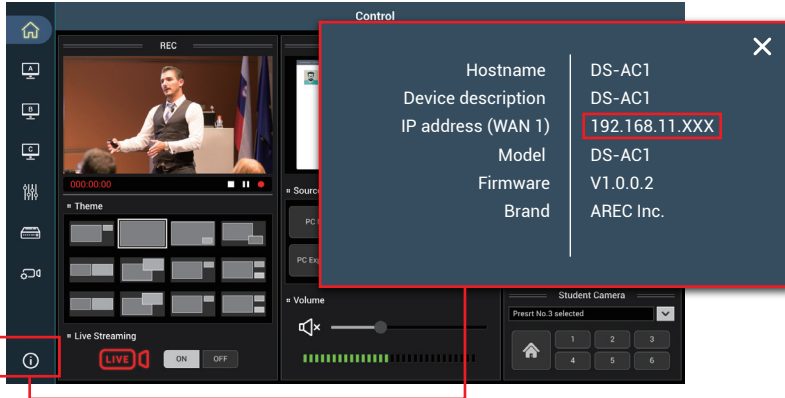 Control
A
B
C
REC
000:00:00
Theme
Live Streaming
LIVE
ON OFF
Source
PC
PC Exp
Volume
Hostname DS-AC1
Device description DS-AC1
IP address (WAN 1) 192.168.11.XXX
Model DS-AC1
Firmware V1.0.0.2
Brand AREC Inc.
Student Camera
Presrt No.3 selected
1 2 3
4 5 6